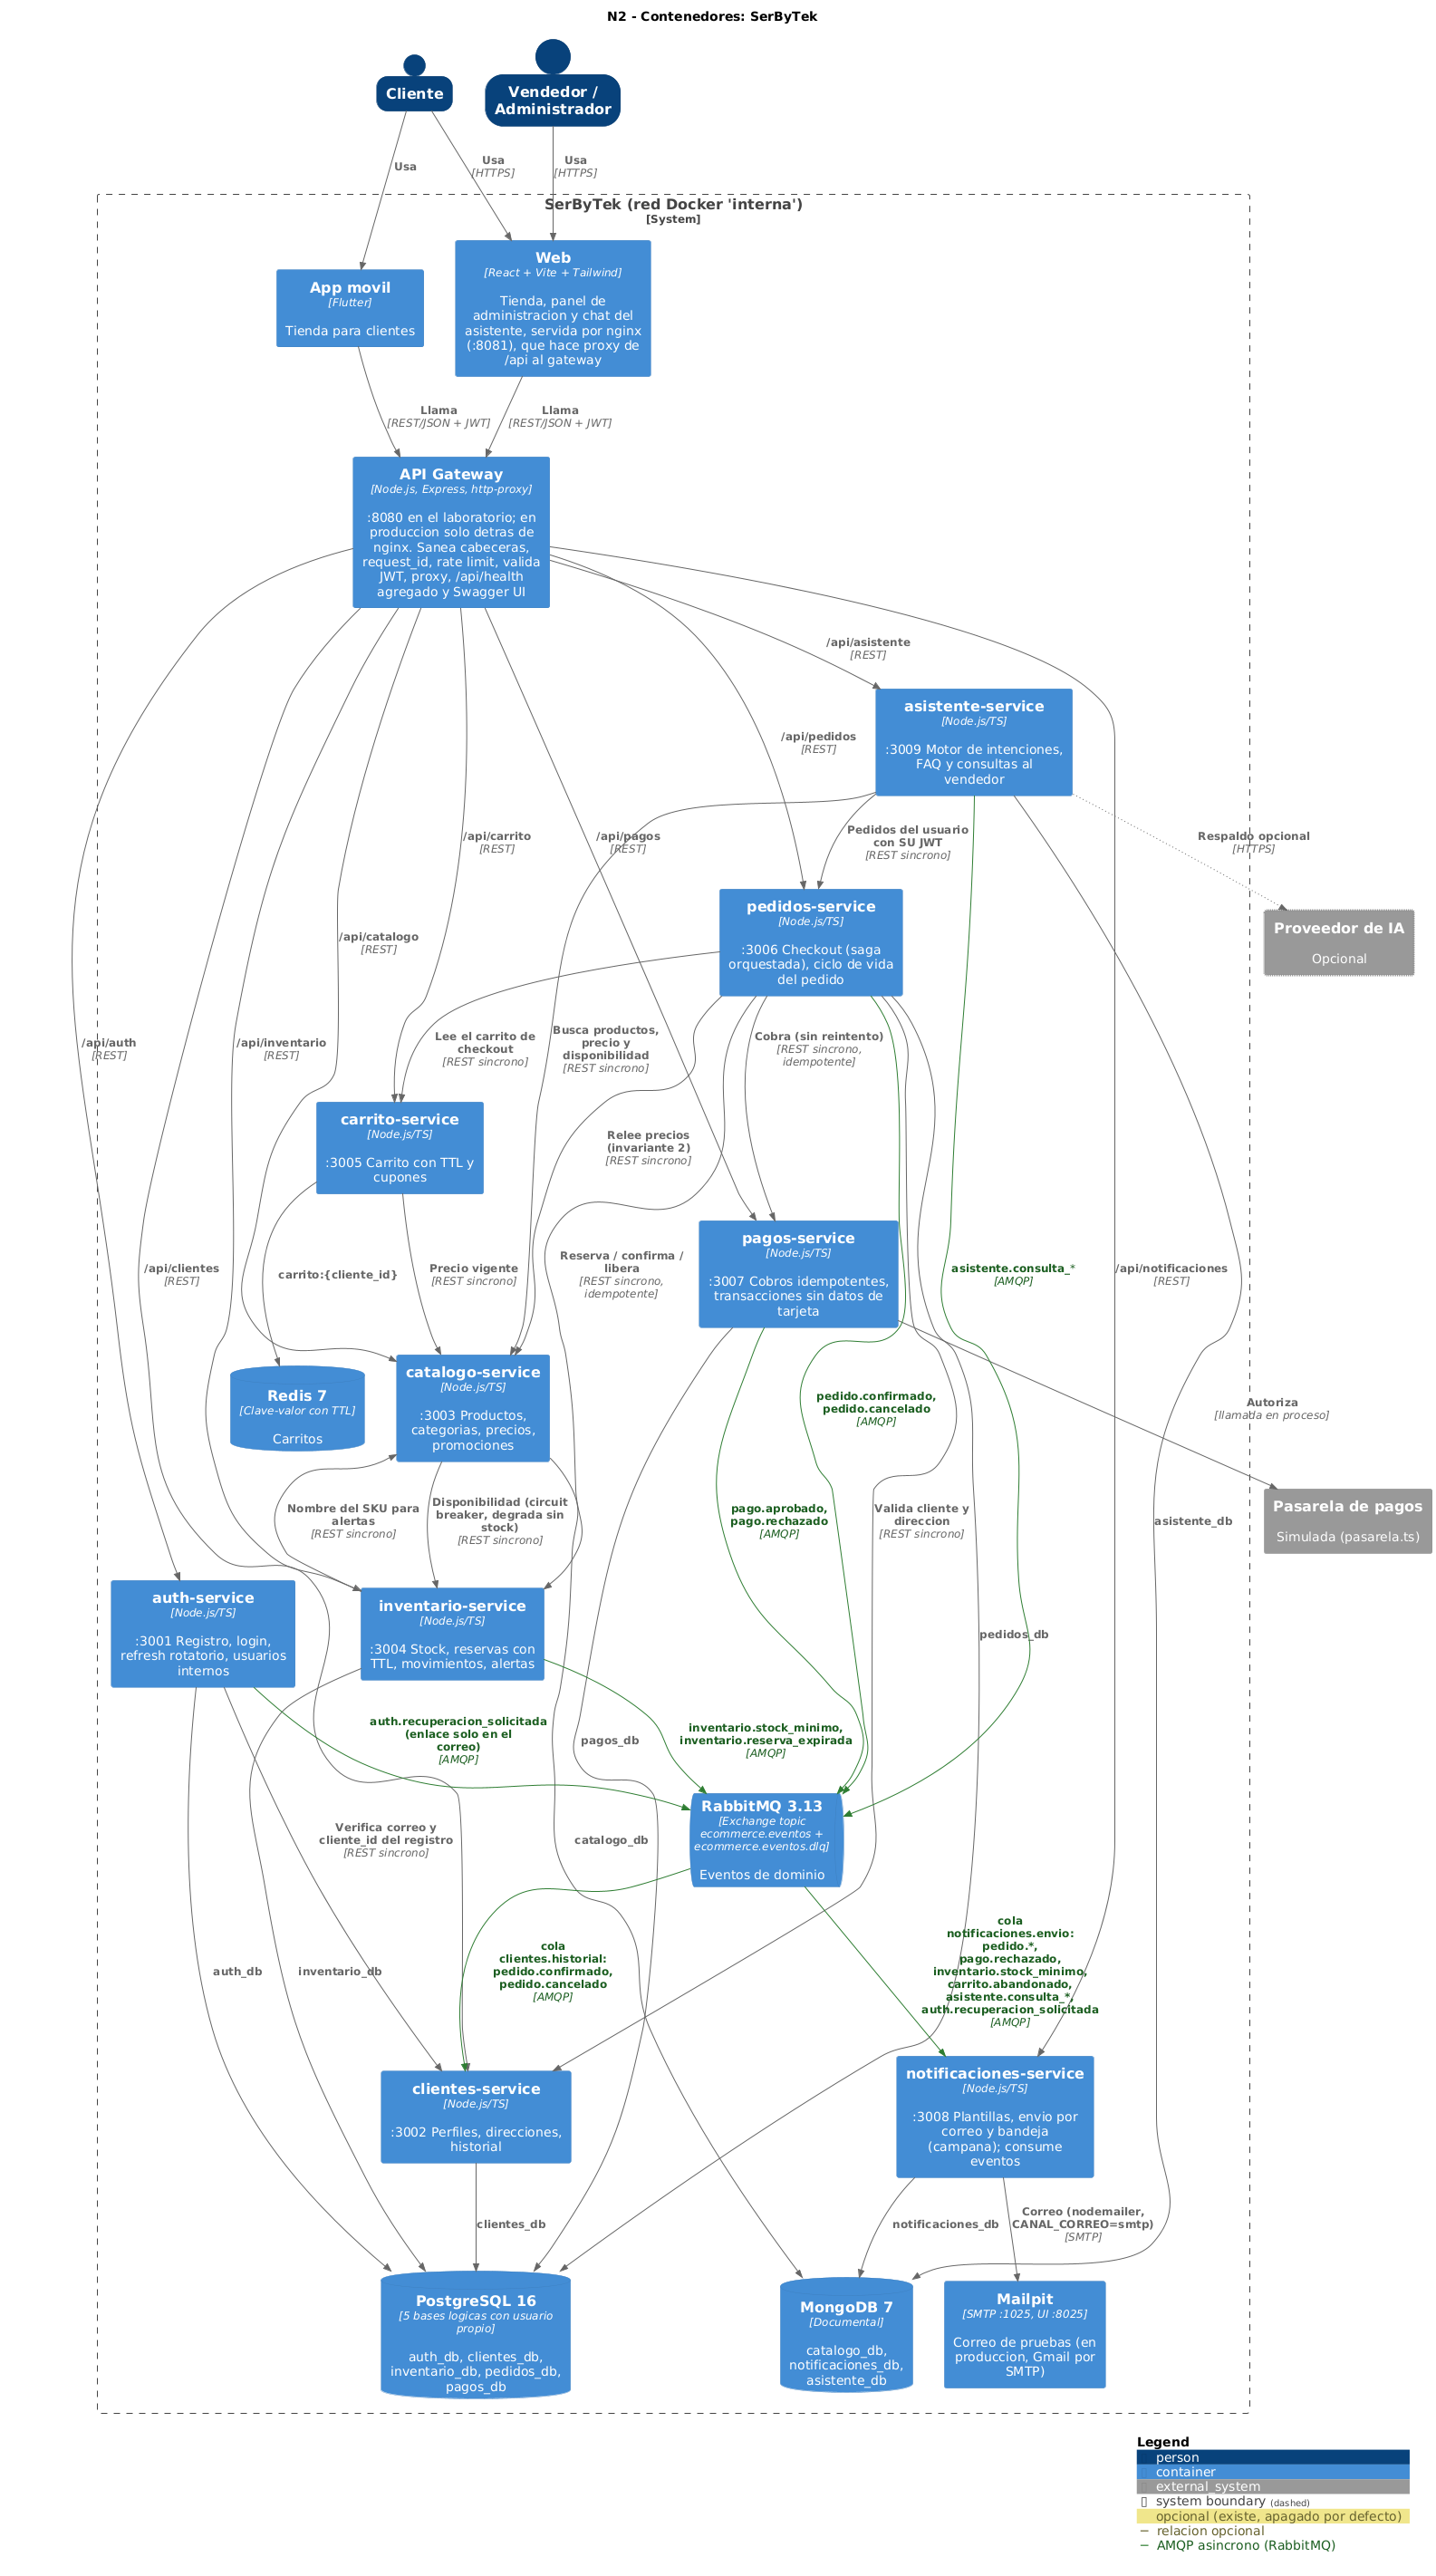 N2 - Contenedores: SerByTek
Cliente
Vendedor /
Administrador
Usa
Usa
[HTTPS]
Usa
[HTTPS]
SerByTek (red Docker 'interna')
[System]
App movil
[Flutter]
Tienda para clientes
Web
[React + Vite + Tailwind]
Tienda, panel de
administracion y chat del
asistente, servida por nginx
(:8081), que hace proxy de
/api al gateway
Llama
[REST/JSON + JWT]
Llama
[REST/JSON + JWT]
API Gateway
[Node.js, Express, http-proxy]
:8080 en el laboratorio; en
produccion solo detras de
nginx. Sanea cabeceras,
request_id, rate limit, valida
JWT, proxy, /api/health
agregado y Swagger UI
/api/asistente
[REST]
asistente-service
[Node.js/TS]
:3009 Motor de intenciones,
FAQ y consultas al
vendedor
/api/pedidos
[REST]
/api/carrito
[REST]
/api/pagos
[REST]
Pedidos del usuario
con SU JWT
[REST sincrono]
Respaldo opcional
[HTTPS]
pedidos-service
[Node.js/TS]
:3006 Checkout (saga
orquestada), ciclo de vida
del pedido
Proveedor de IA
Opcional
/api/catalogo
[REST]
/api/auth
[REST]
/api/inventario
[REST]
Lee el carrito de
checkout
[REST sincrono]
Busca productos,
precio y
disponibilidad
[REST sincrono]
Cobra (sin reintento)
[REST sincrono,
idempotente]
carrito-service
[Node.js/TS]
:3005 Carrito con TTL y
cupones
Relee precios
(invariante 2)
[REST sincrono]
pagos-service
[Node.js/TS]
:3007 Cobros idempotentes,
transacciones sin datos de
tarjeta
/api/clientes
[REST]
carrito:{cliente_id}
Precio vigente
[REST sincrono]
Reserva / confirma /
libera
[REST sincrono,
idempotente]
asistente.consulta_*
[AMQP]
/api/notificaciones
[REST]
Redis 7
[Clave-valor con TTL]
Carritos
catalogo-service
[Node.js/TS]
:3003 Productos,
categorias, precios,
promociones
pedido.confirmado,
pedido.cancelado
[AMQP]
Autoriza
[llamada en proceso]
Nombre del SKU para
alertas
[REST sincrono]
Disponibilidad (circuit
breaker, degrada sin
stock)
[REST sincrono]
pago.aprobado,
pago.rechazado
[AMQP]
Valida cliente y
direccion
[REST sincrono]
asistente_db
Pasarela de pagos
Simulada (pasarela.ts)
auth-service
[Node.js/TS]
:3001 Registro, login,
refresh rotatorio, usuarios
internos
inventario-service
[Node.js/TS]
:3004 Stock, reservas con
TTL, movimientos, alertas
pedidos_db
auth.recuperacion_solicitada
(enlace solo en el
correo)
[AMQP]
pagos_db
inventario.stock_minimo,
inventario.reserva_expirada
[AMQP]
Verifica correo y
cliente_id del registro
[REST sincrono]
catalogo_db
RabbitMQ 3.13
[Exchange topic
ecommerce.eventos +
ecommerce.eventos.dlq]
Eventos de dominio
auth_db
inventario_db
cola
clientes.historial:
pedido.confirmado,
pedido.cancelado
[AMQP]
cola
notificaciones.envio:
pedido.*,
pago.rechazado,
inventario.stock_minimo,
carrito.abandonado,
asistente.consulta_*,
auth.recuperacion_solicitada
[AMQP]
clientes-service
[Node.js/TS]
:3002 Perfiles, direcciones,
historial
notificaciones-service
[Node.js/TS]
:3008 Plantillas, envio por
correo y bandeja
(campana); consume
eventos
clientes_db
notificaciones_db
Correo (nodemailer,
CANAL_CORREO=smtp)
[SMTP]
PostgreSQL 16
[5 bases logicas con usuario
propio]
auth_db, clientes_db,
inventario_db, pedidos_db,
pagos_db
MongoDB 7
[Documental]
catalogo_db,
notificaciones_db,
asistente_db
Mailpit
[SMTP :1025, UI :8025]
Correo de pruebas (en
produccion, Gmail por
SMTP)
Legend
person
container
external_system
system boundary (dashed)
opcional (existe, apagado por defecto)
relacion opcional
AMQP asincrono (RabbitMQ)